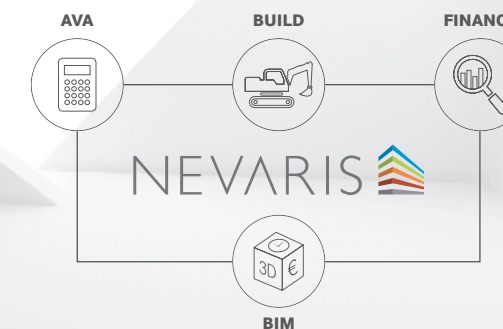 AVA
BUILD
FINANC
NEVARIS
3D €
BIM